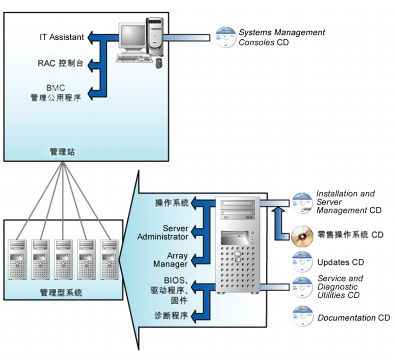 IT Assistant
RAC 控制台
BMC
管理公用程序
管理站
Systems Management
Consoles CD
操作系统
Server
Administrator
Array
Manager
BIOS、
驱动程序、
固件
诊断程序
管理型系统
Installation and
Server
Management CD
零售操作系统 CD
Updates CD
Service and
Diagnostic
Utilities CD
Documentation CD